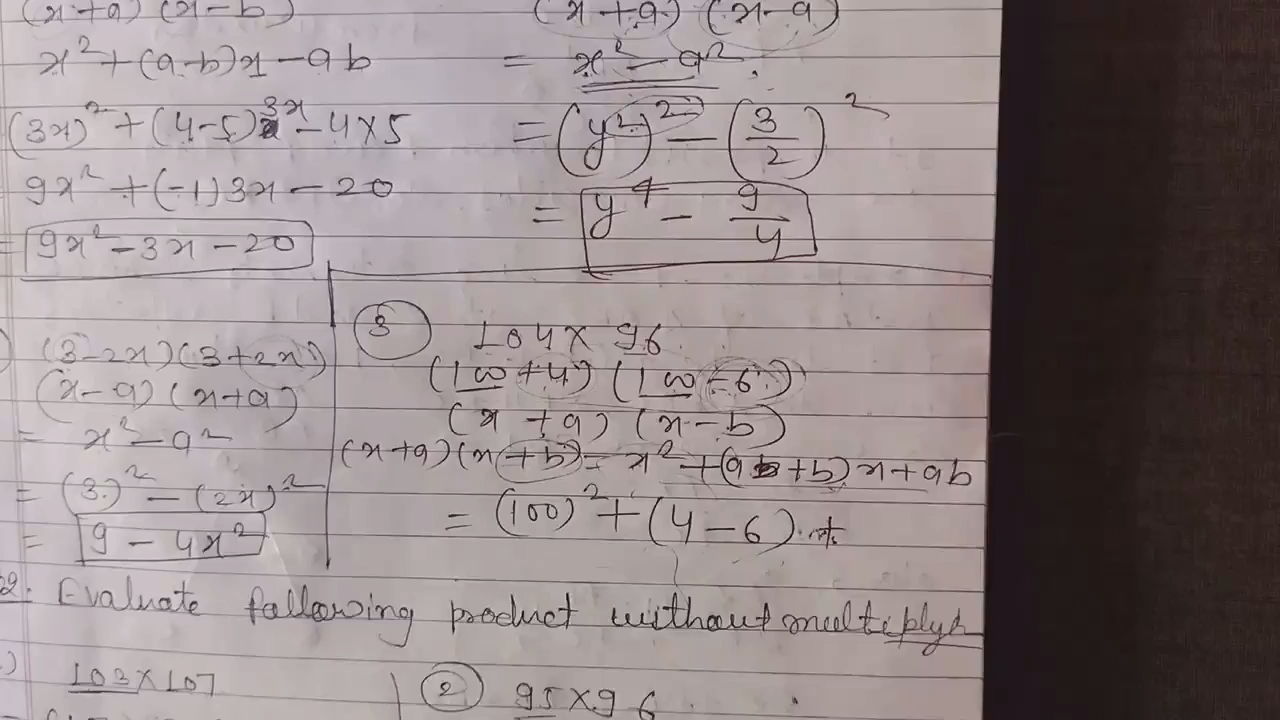 (x+a) (x-b)
x² + (a-b)x - ab
(3x)² + (4-5)3x - 4×5
9x² + (-1)3x - 20
= 9x² - 3x - 20
(x+a) (x-a)
= x² - a²
= (y²)² - (3/2)²
= y⁴ - 9/4
(3-2x)(3+2x)
(x-a)(x+a)
= x² - a²
= (3)² - (2x)²
= 9 - 4x²
3
104 × 96
(100+4) (100-6)
(x+a) (x-b)
(x+a)(x+b) = x² + (a+b)x + ab
= (100)² + (4-6)
Q2. Evaluate following product without multiply
103×107
2 95×96